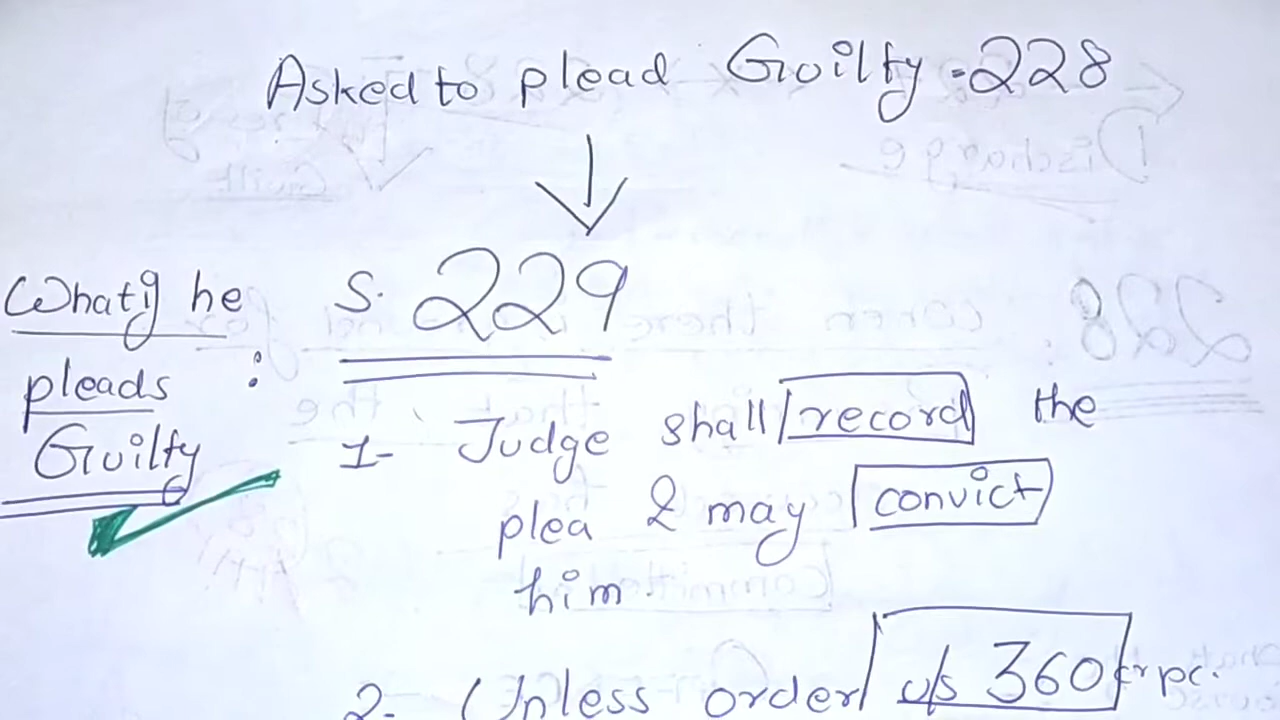 Asked to plead Guilty - 228
What if he
pleads :
Guilty
S. 229
1- Judge shall record the
plea & may convict
him
2- Unless order u/s 360 crpc.